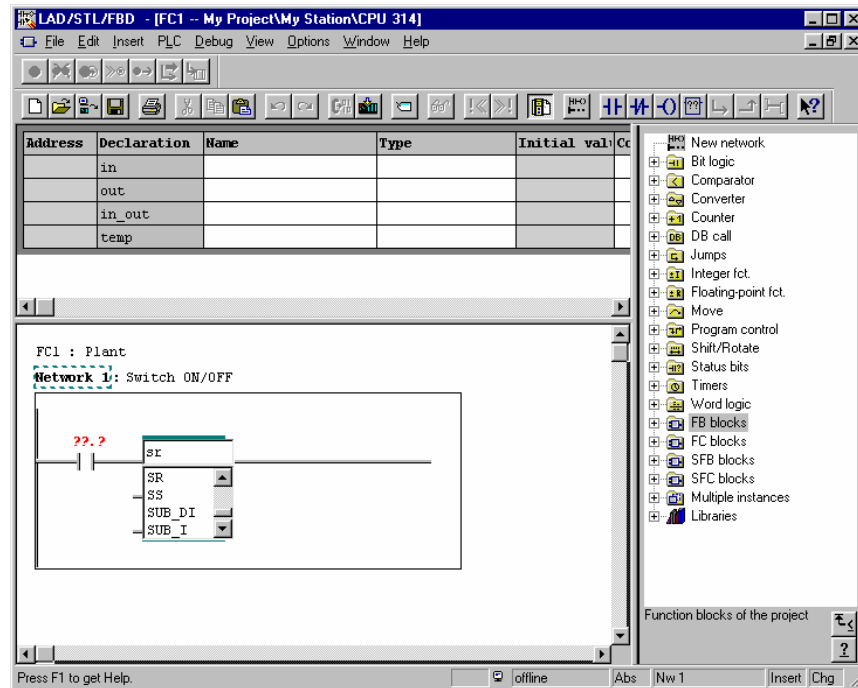 LAD/STL/FBD - [FC1 -- My Project\My Station\CPU 314]
File Edit Insert PLC Debug View Options Window Help
Address Declaration Name Type Initial val Co
in
out
in_out
temp
FC1 : Plant
Network 1: Switch ON/OFF
??.?
sr
SR
SS
SUB_DI
SUB_I
New network
Bit logic
Comparator
Converter
Counter
DB call
Jumps
Integer fct.
Floating-point fct.
Move
Program control
Shift/Rotate
Status bits
Timers
Word logic
FB blocks
FC blocks
SFB blocks
SFC blocks
Multiple instances
Libraries
Function blocks of the project
Press F1 to get Help. offline Abs Nw 1 Insert Chg